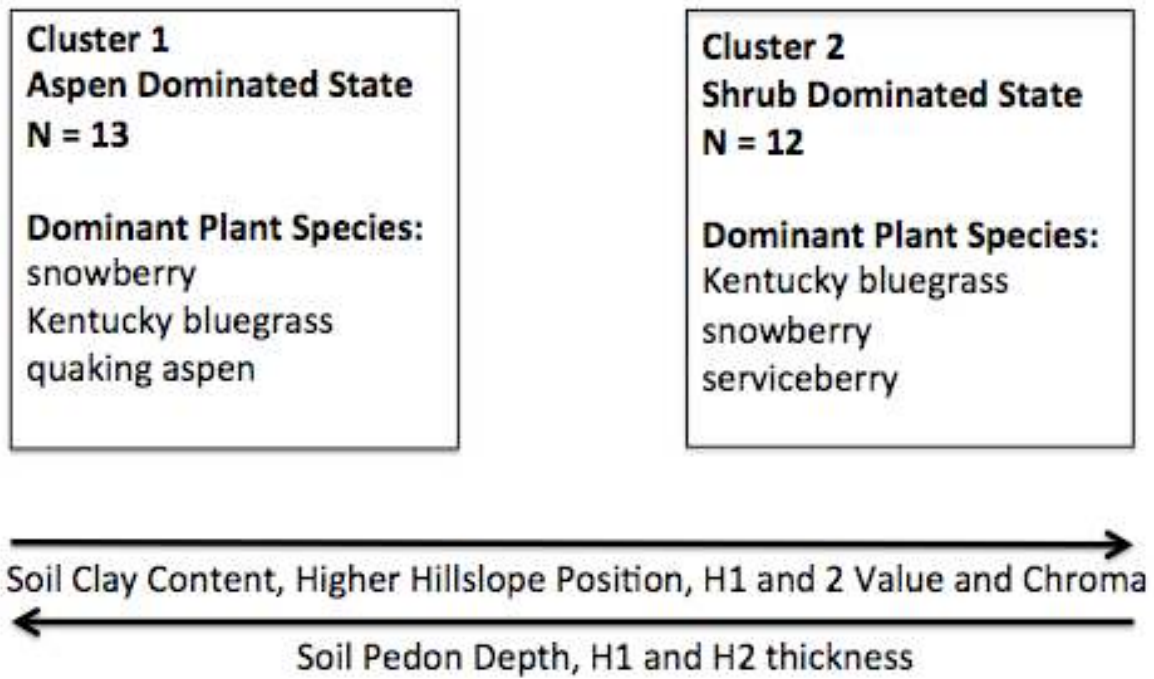 Cluster 1
Aspen Dominated State
N = 13
Dominant Plant Species:
snowberry
Kentucky bluegrass
quaking aspen
Cluster 2
Shrub Dominated State
N = 12
Dominant Plant Species:
Kentucky bluegrass
snowberry
serviceberry
Soil Clay Content, Higher Hillslope Position, H1 and 2 Value and Chroma
Soil Pedon Depth, H1 and H2 thickness